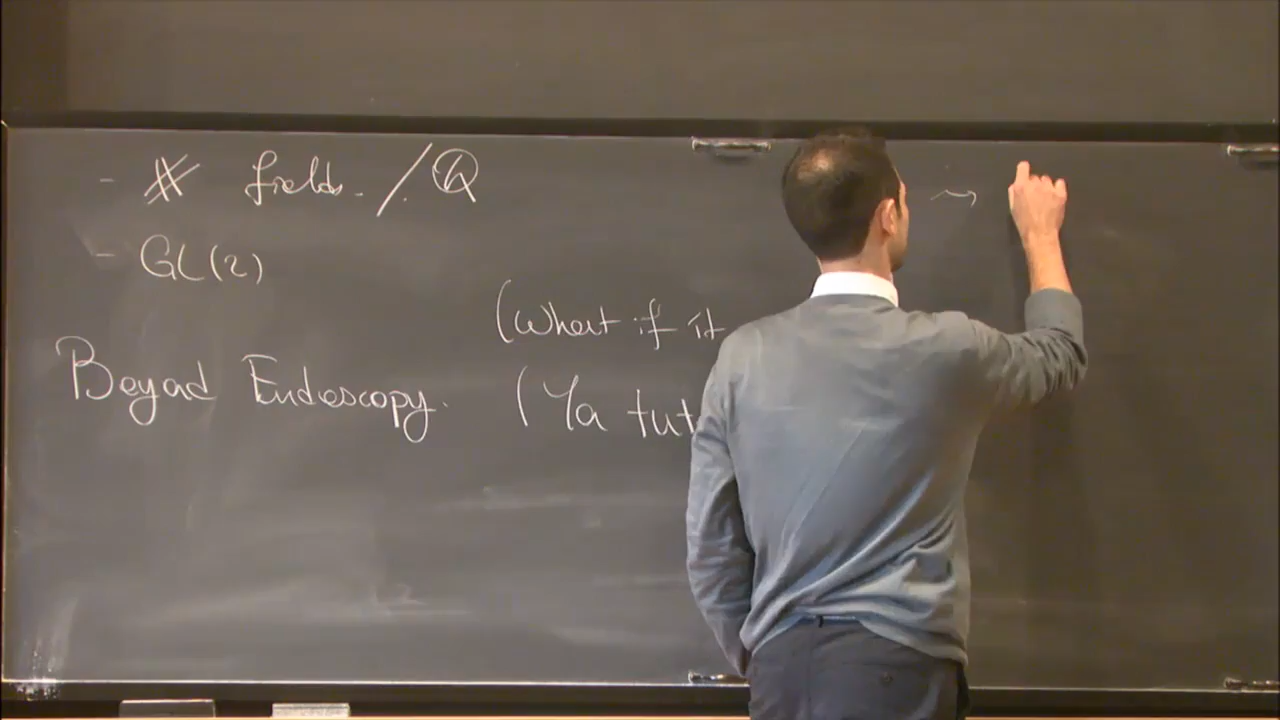 - # fields. / Q
- GL(2)
(What if it
Beyond Endoscopy. (Ya tut
⇝